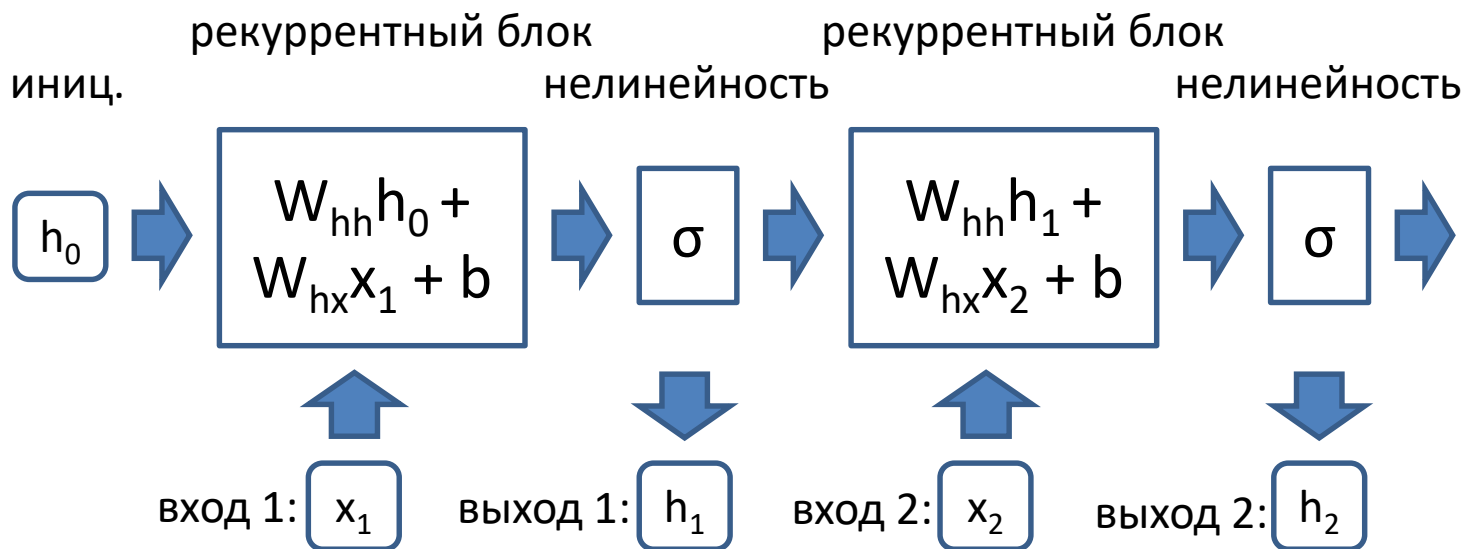 рекуррентный блок
рекуррентный блок
иниц.
нелинейность
нелинейность
h₀
Wₕₕh₀ +
Wₕₓx₁ + b
σ
Wₕₕh₁ +
Wₕₓx₂ + b
σ
вход 1: x₁
выход 1: h₁
вход 2: x₂
выход 2: h₂